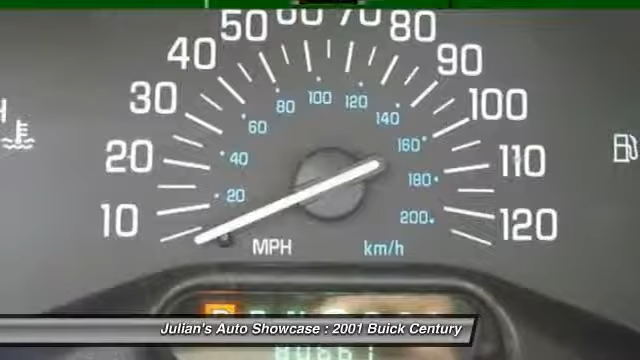 50 60 70 80
40 90
30 100
20 110
10 120
80 100 120 140
60 160
40 180
20 200
MPH km/h
H
Julian's Auto Showcase : 2001 Buick Century
80661